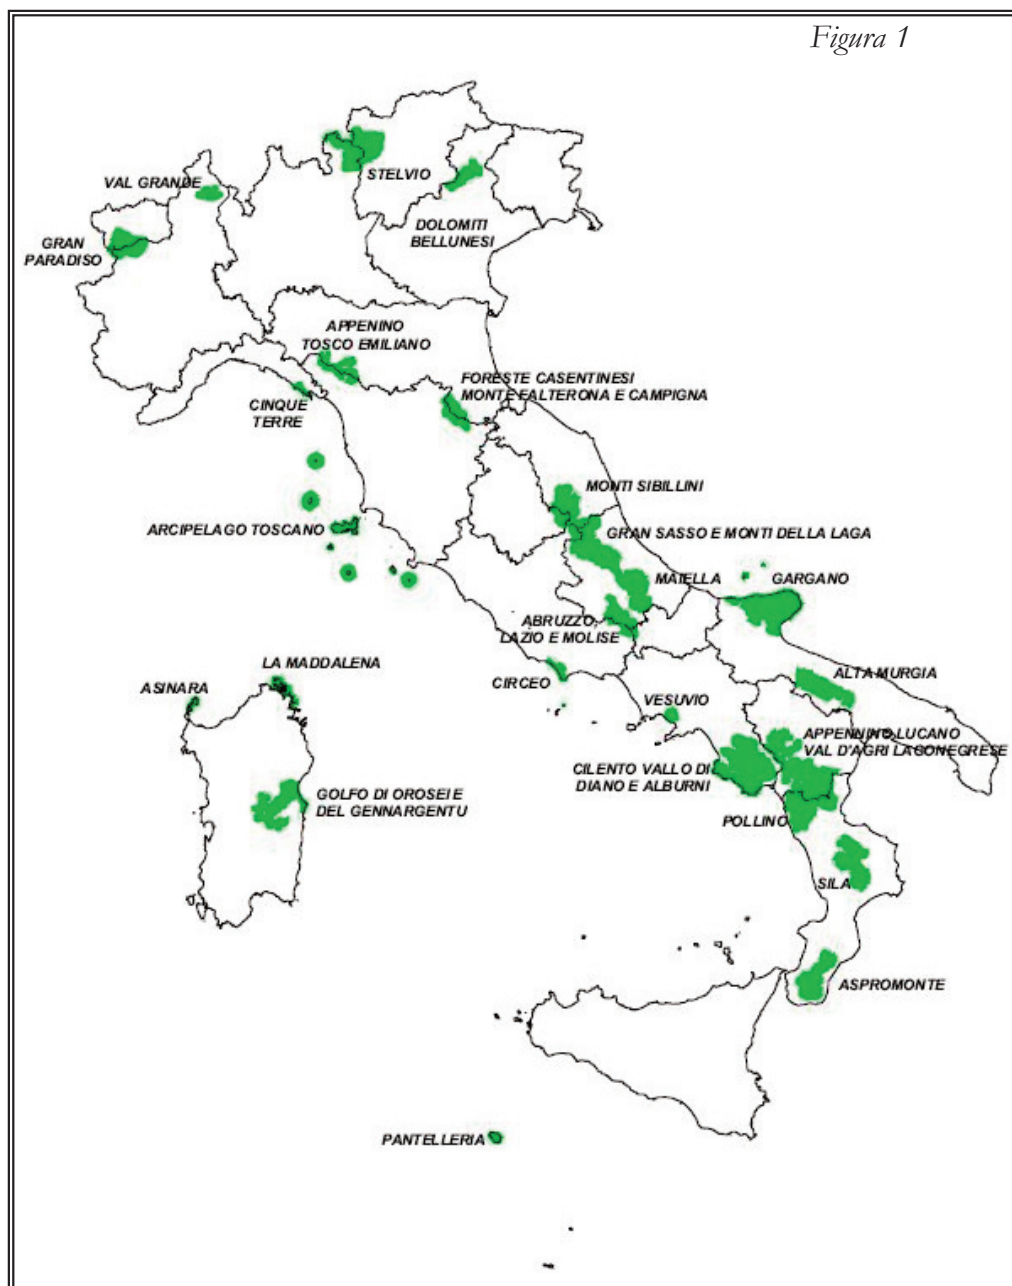 Figura 1
STELVIO
VAL GRANDE
DOLOMITI
BELLUNESI
GRAN
PARADISO
APPENINO
TOSCO EMILIANO
FORESTE CASENTINESI
MONTE FALTERONA E CAMPIGNA
CINQUE
TERRE
MONTI SIBILLINI
ARCIPELAGO TOSCANO
GRAN SASSO E MONTI DELLA LAGA
MAIELLA
GARGANO
ABRUZZO,
LAZIO E MOLISE
LA MADDALENA
ASINARA
CIRCEO
VESUVIO
ALTA MURGIA
APPENNINO LUCANO
VAL D'AGRI LAGONEGRESE
CILENTO VALLO DI
DIANO E ALBURNI
GOLFO DI OROSEI E
DEL GENNARGENTU
POLLINO
SILA
ASPROMONTE
PANTELLERIA